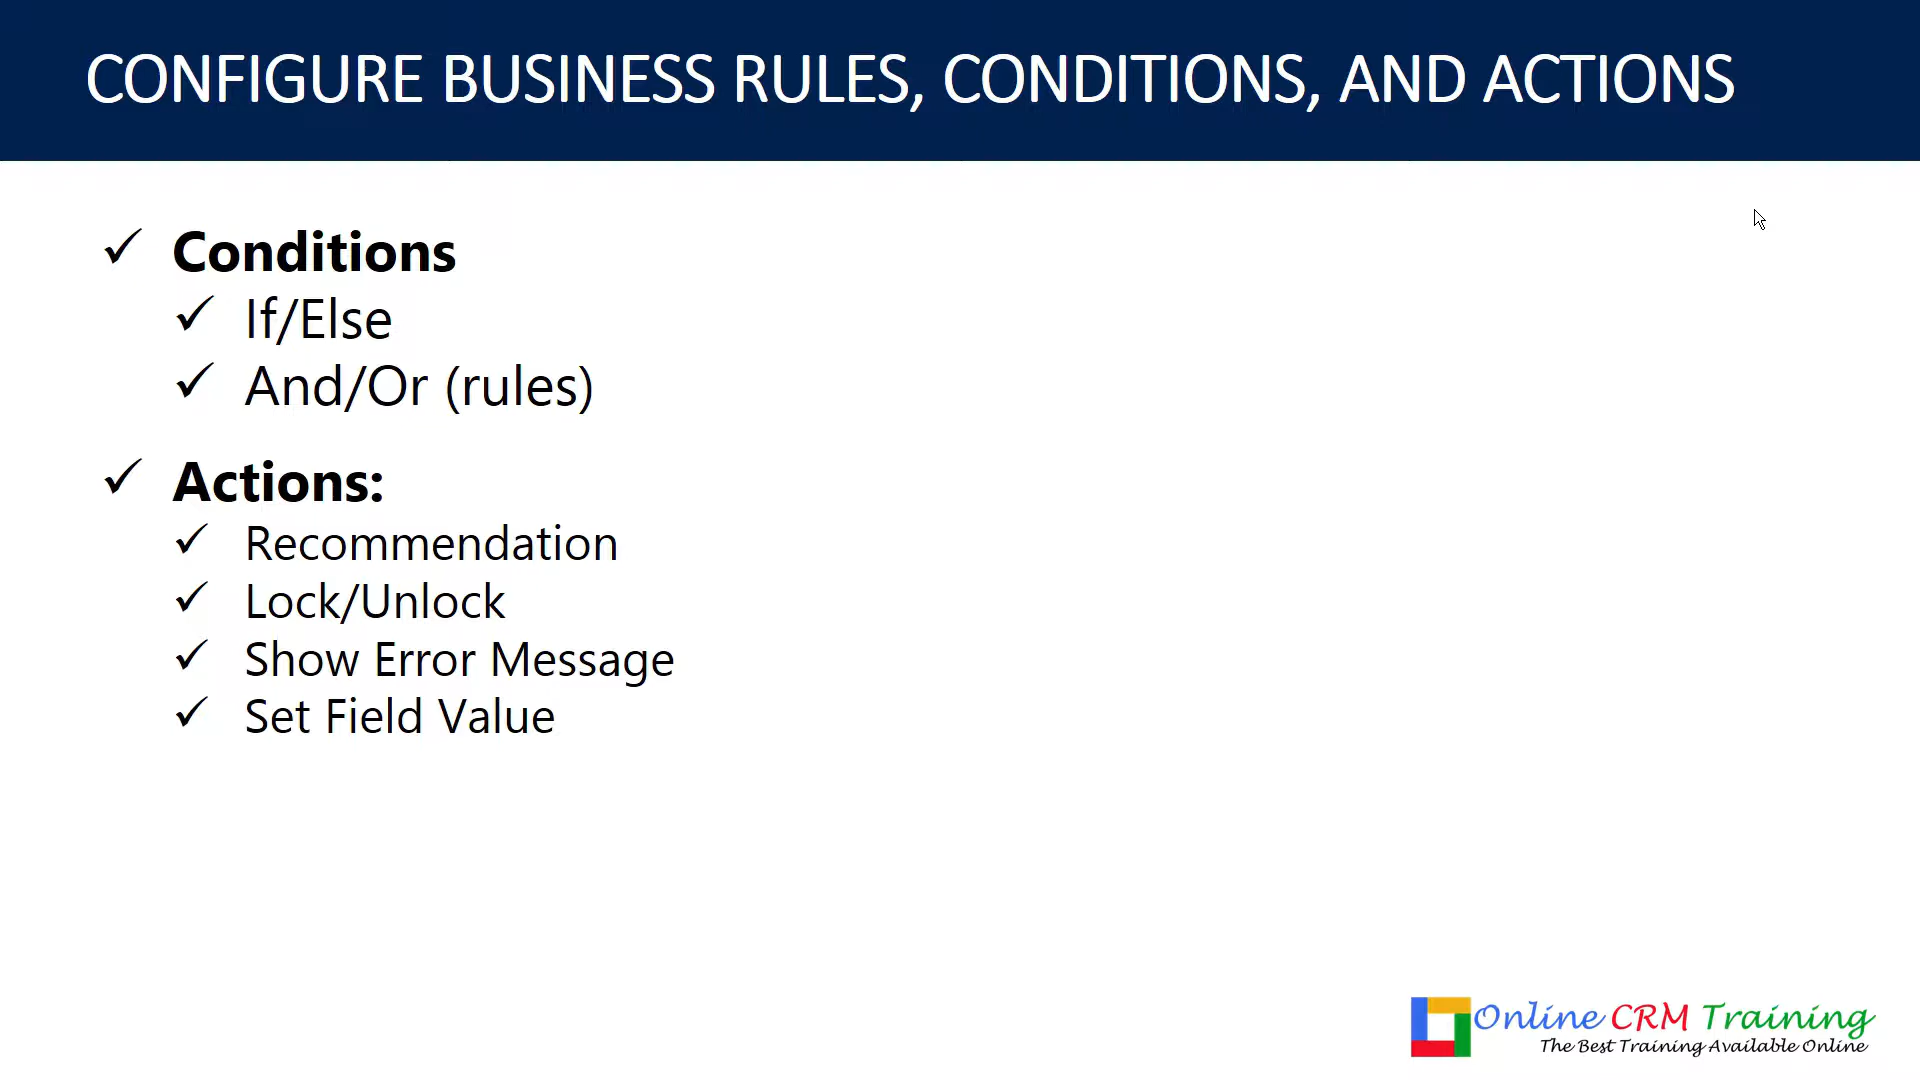 CONFIGURE BUSINESS RULES, CONDITIONS, AND ACTIONS
Conditions
If/Else
And/Or (rules)
Actions:
Recommendation
Lock/Unlock
Show Error Message
Set Field Value
Online CRM Training
The Best Training Available Online